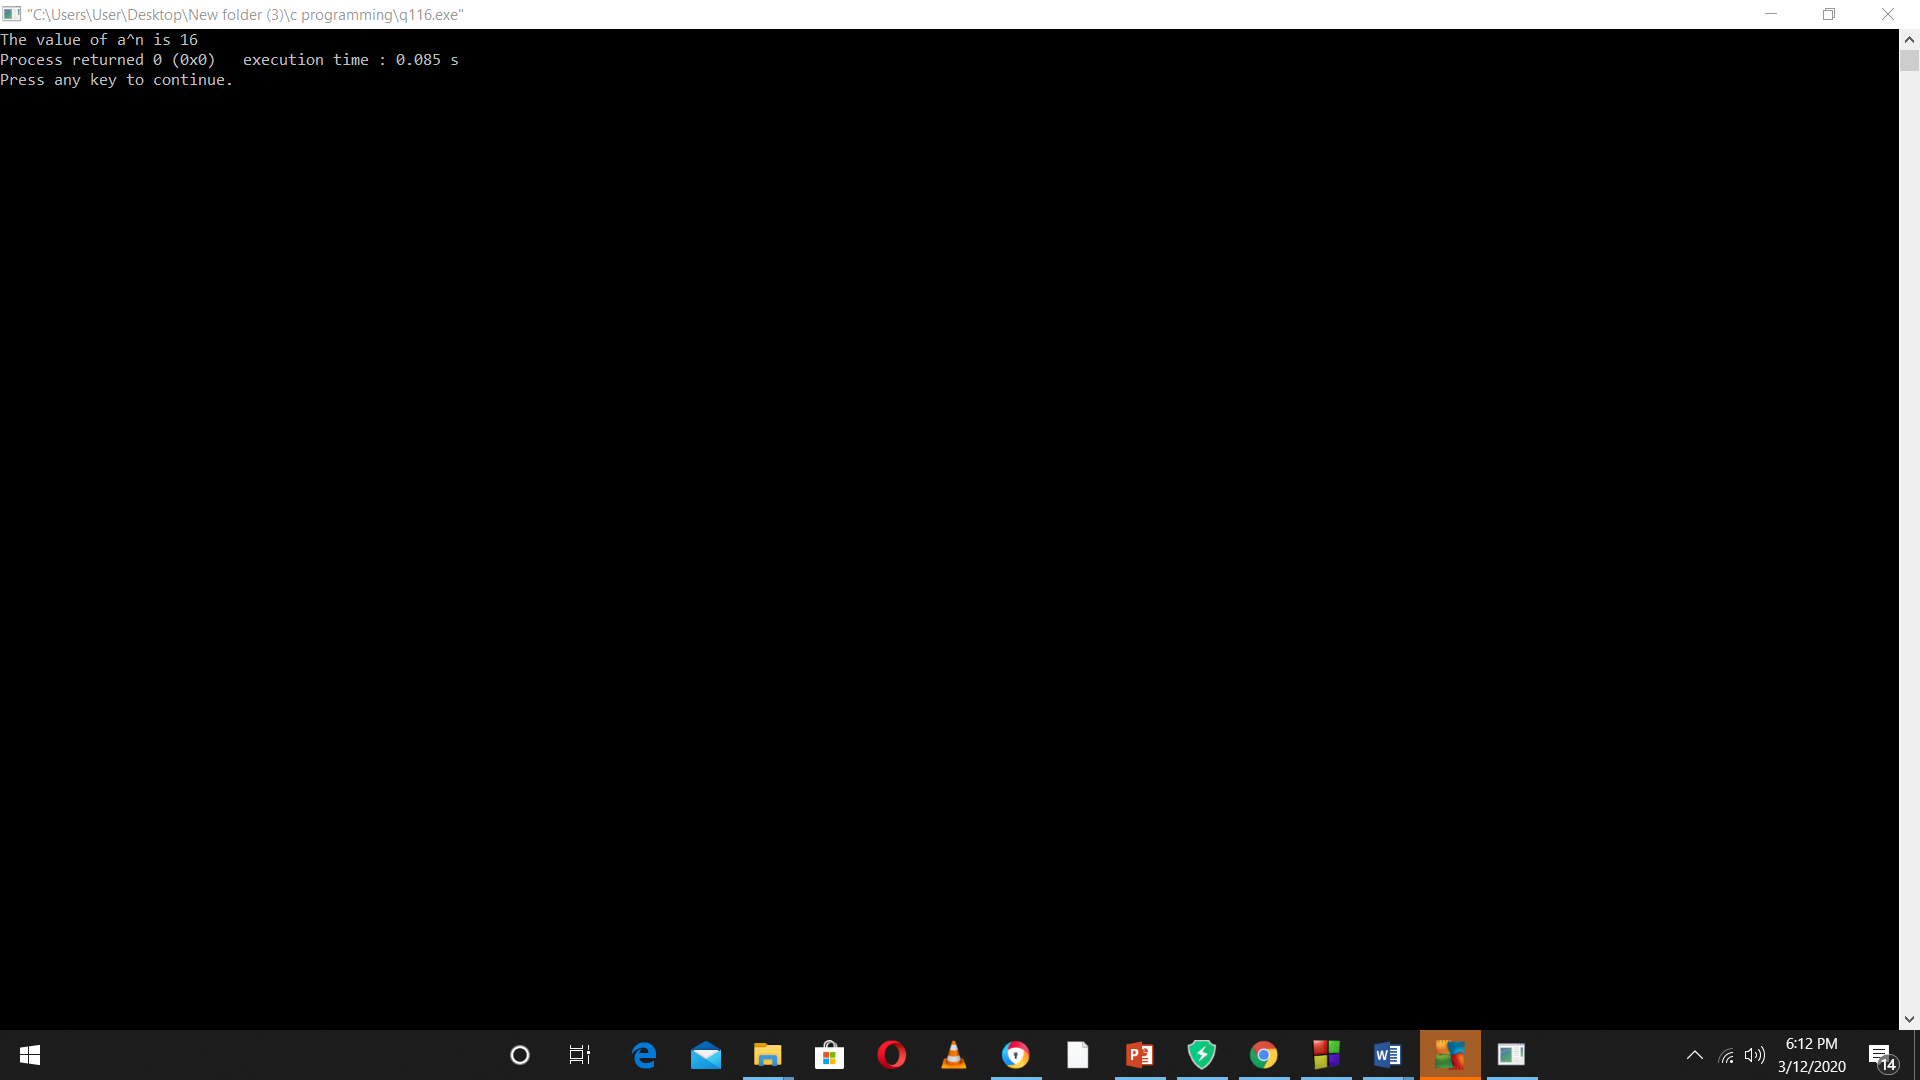 "C:\Users\User\Desktop\New folder (3)\c programming\q116.exe"
The value of a^n is 16
Process returned 0 (0x0)   execution time : 0.085 s
Press any key to continue.
6:12 PM
3/12/2020
14